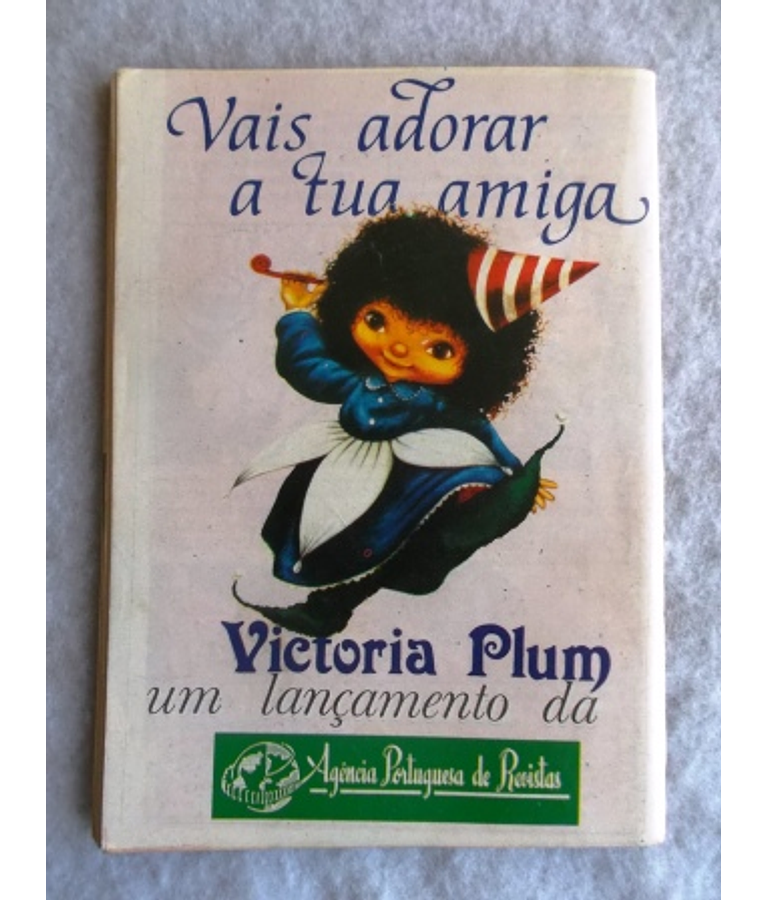 Vais adorar
a tua amiga
Victoria Plum
um lançamento da
Agência Portuguesa de Revistas